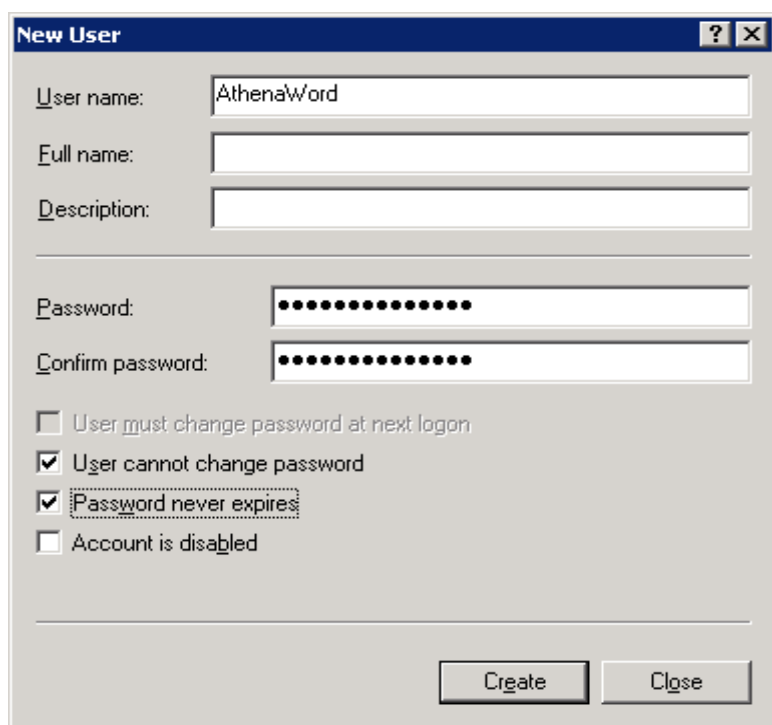 New User
User name: AthenaWord
Full name:
Description:
Password: ••••••••••••••
Confirm password: ••••••••••••••
User must change password at next logon
User cannot change password
Password never expires
Account is disabled
Create Close